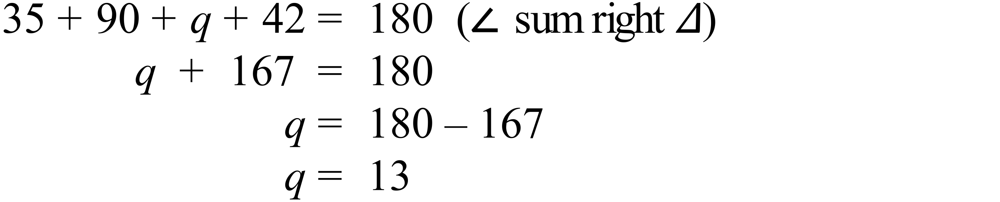 35 + 90 + q + 42 = 180 (∠ sum right Δ)
q + 167 = 180
q = 180 – 167
q = 13